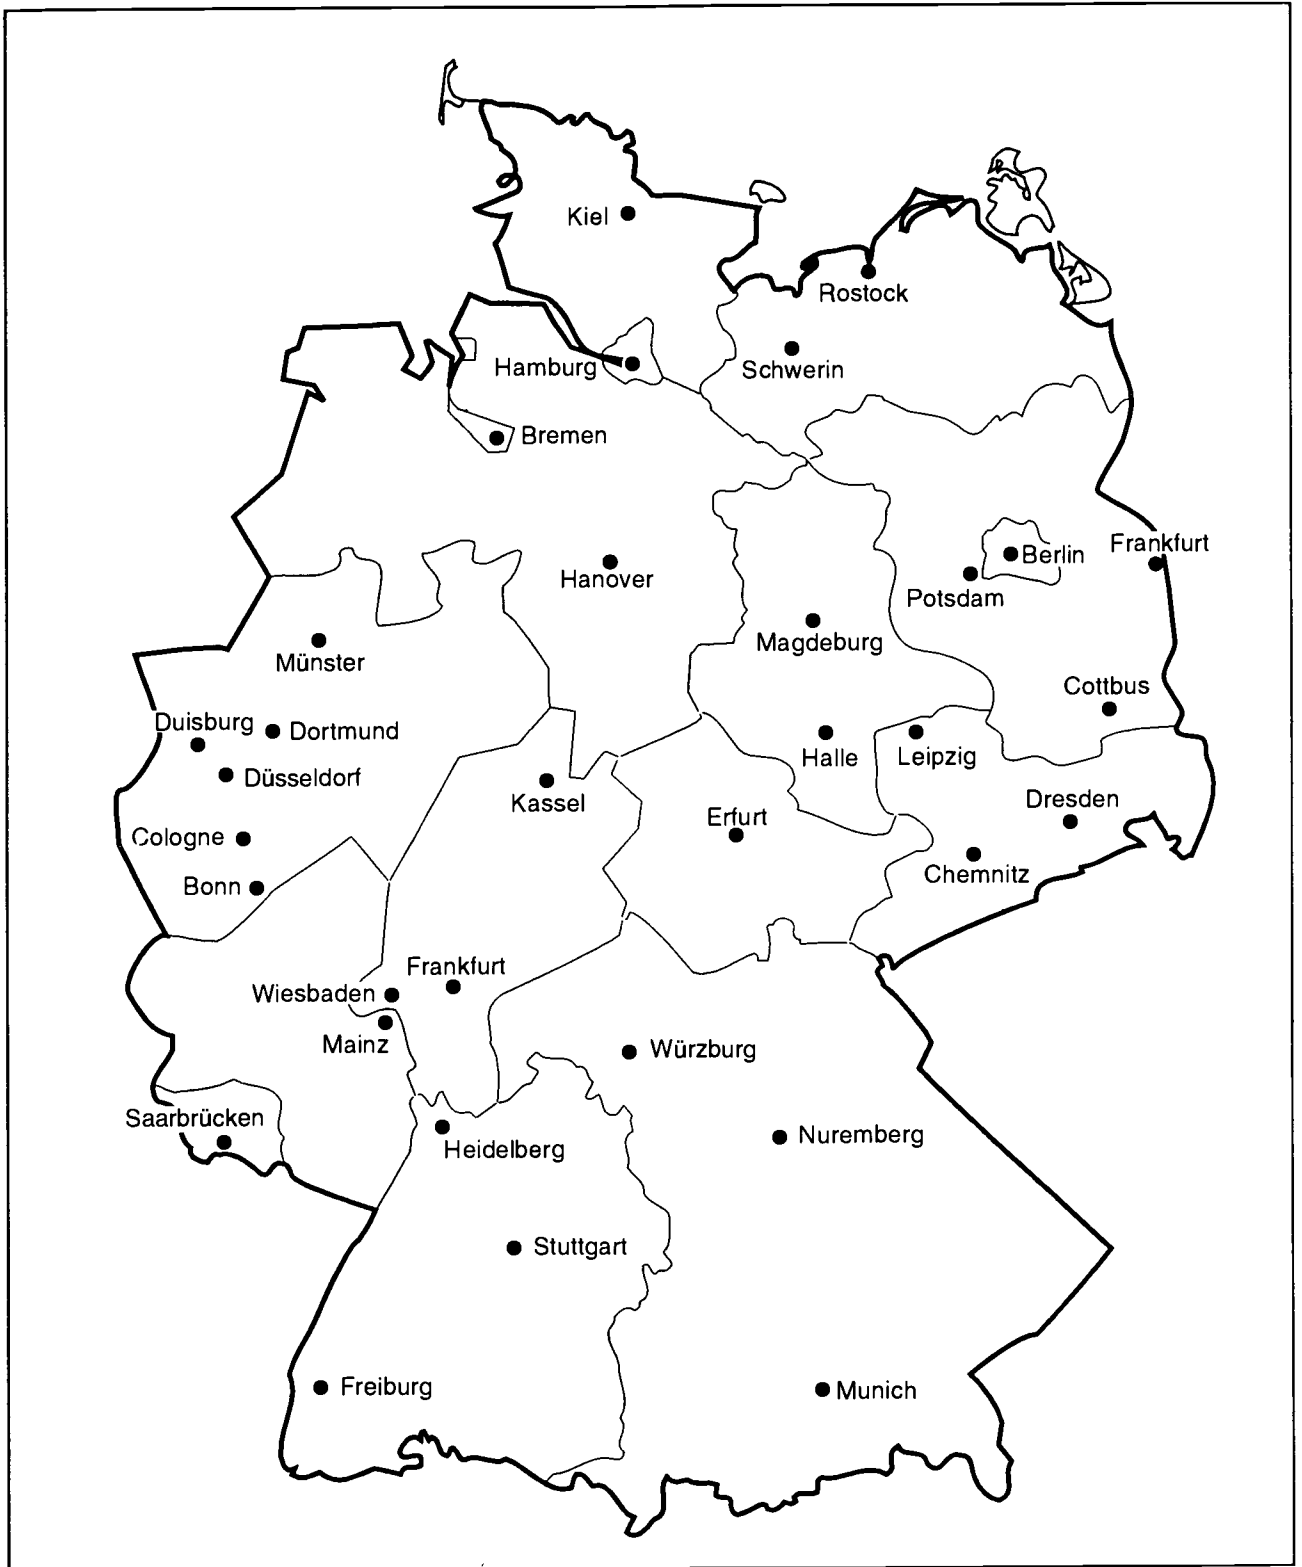 Kiel
Rostock
Hamburg
Schwerin
Bremen
Hanover
Berlin
Frankfurt
Potsdam
Magdeburg
Münster
Cottbus
Duisburg
Dortmund
Düsseldorf
Halle
Leipzig
Kassel
Dresden
Erfurt
Cologne
Bonn
Chemnitz
Frankfurt
Wiesbaden
Mainz
Würzburg
Saarbrücken
Nuremberg
Heidelberg
Stuttgart
Freiburg
Munich